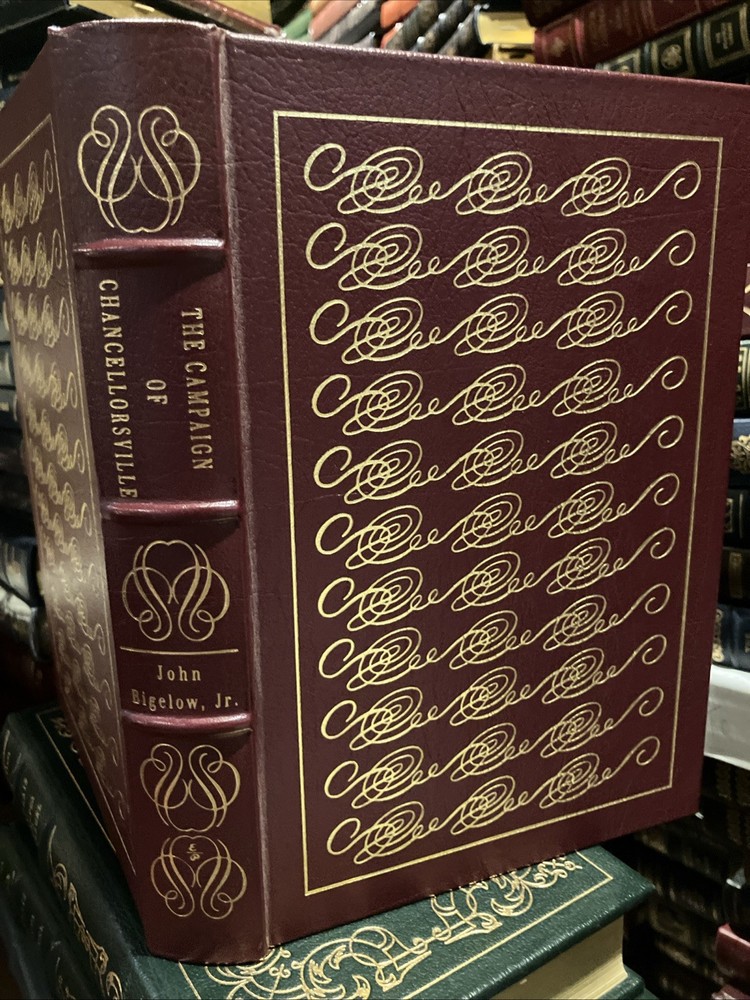 THE CAMPAIGN
OF
CHANCELLORSVILLE
John
Bigelow, Jr.